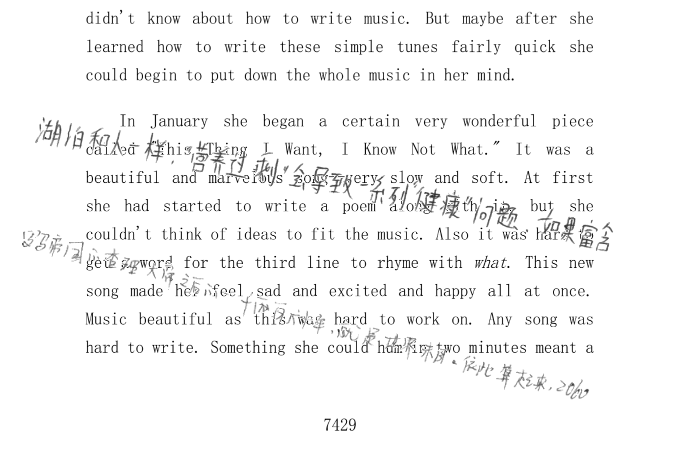 didn't know about how to write music. But maybe after she
learned how to write these simple tunes fairly quick she
could begin to put down the whole music in her mind.
In January she began a certain very wonderful piece
湖泊和人一样，"营养过剩"会导致一系列"健康"问题。如果富含
called "This Thing I Want, I Know Not What." It was a
beautiful and marvelous song—very slow and soft. At first
she had started to write a poem along with it, but she
couldn't think of ideas to fit the music. Also it was hard to
get a word for the third line to rhyme with what. This new
song made her feel sad and excited and happy all at once.
Music beautiful as this was hard to work on. Any song was
hard to write. Something she could hum in two minutes meant a
帝国 查理大帝之后 依此算起来，2060
7429